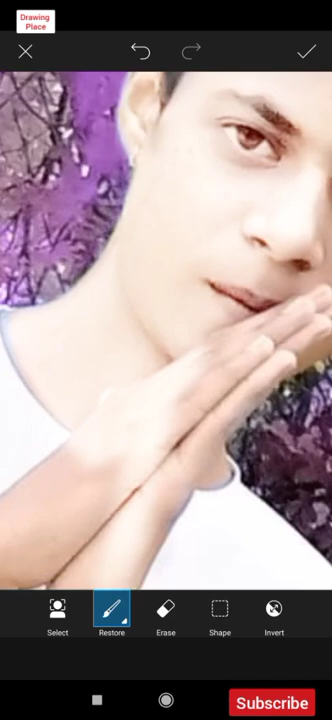 Drawing
Place
Select
Restore
Erase
Shape
Invert
Subscribe